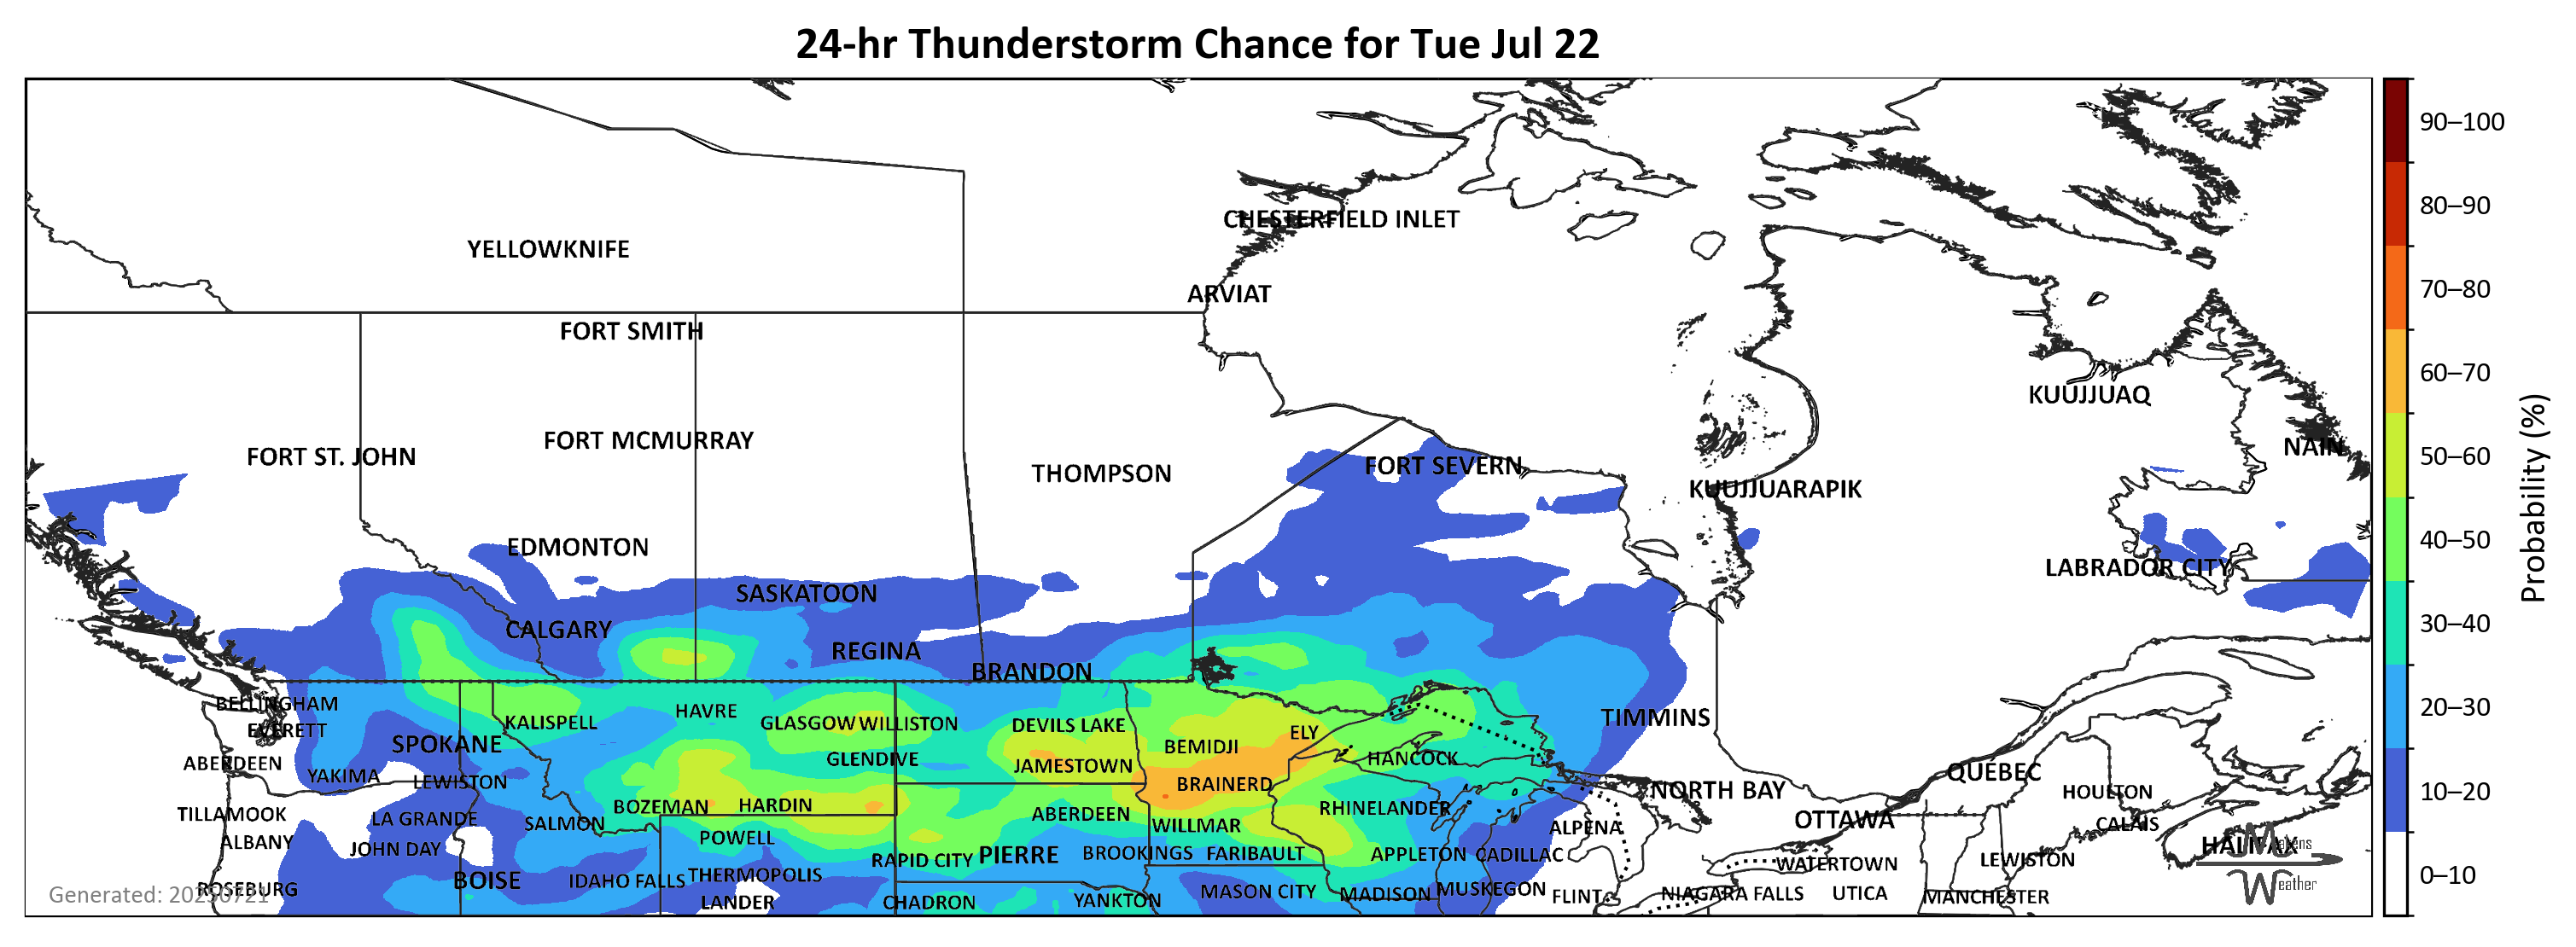 24-hr Thunderstorm Chance for Tue Jul 22
90–100
80–90
CHESTERFIELD INLET
YELLOWKNIFE
70–80
ARVIAT
FORT SMITH
60–70
KUUJJUAQ
FORT MCMURRAY
NAIN
FORT ST. JOHN
50–60
FORT SEVERN
THOMPSON
KUUJJUARAPIK
Probability (%)
40–50
EDMONTON
LABRADOR CITY
SASKATOON
30–40
CALGARY
REGINA
BRANDON
BELLINGHAM
20–30
KALISPELL
HAVRE
GLASGOW
WILLISTON
DEVILS LAKE
TIMMINS
EVERETT
ELY
SPOKANE
BEMIDJI
ABERDEEN
GLENDIVE
JAMESTOWN
HANCOCK
QUÉBEC
YAKIMA
LEWISTON
BRAINERD
NORTH BAY
HOULTON
10–20
BOZEMAN
HARDIN
RHINELANDER
TILLAMOOK
LA GRANDE
SALMON
ABERDEEN
WILLMAR
ALPENA
OTTAWA
CALAIS
ALBANY
JOHN DAY
POWELL
HALIFAX
Matens
Weather
RAPID CITY
PIERRE
BROOKINGS
FARIBAULT
APPLETON
CADILLAC
WATERTOWN
LEWISTON
0–10
BOISE
IDAHO FALLS
THERMOPOLIS
ROSEBURG
Generated: 20250721
LANDER
CHADRON
YANKTON
MASON CITY
MADISON
MUSKEGON
FLINT
NIAGARA FALLS
UTICA
MANCHESTER